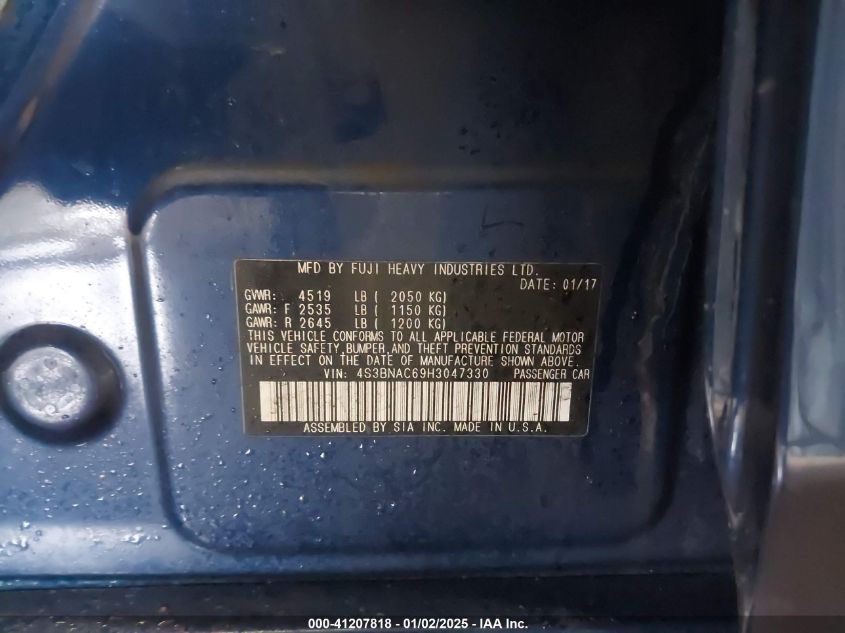 MFD BY FUJI HEAVY INDUSTRIES LTD.
DATE: 01/17
GVWR: 4519 LB ( 2050 KG)
GAWR: F 2535 LB ( 1150 KG)
GAWR: R 2645 LB ( 1200 KG)
THIS VEHICLE CONFORMS TO ALL APPLICABLE FEDERAL MOTOR
VEHICLE SAFETY,BUMPER,AND THEFT PREVENTION STANDARDS
IN EFFECT ON THE DATE OF MANUFACTURE SHOWN ABOVE.
VIN: 4S3BNAC69H3047330 PASSENGER CAR
ASSEMBLED BY SIA INC. IN U.S.A.
000-41207818 - 01/02/2025 - IAA Inc.